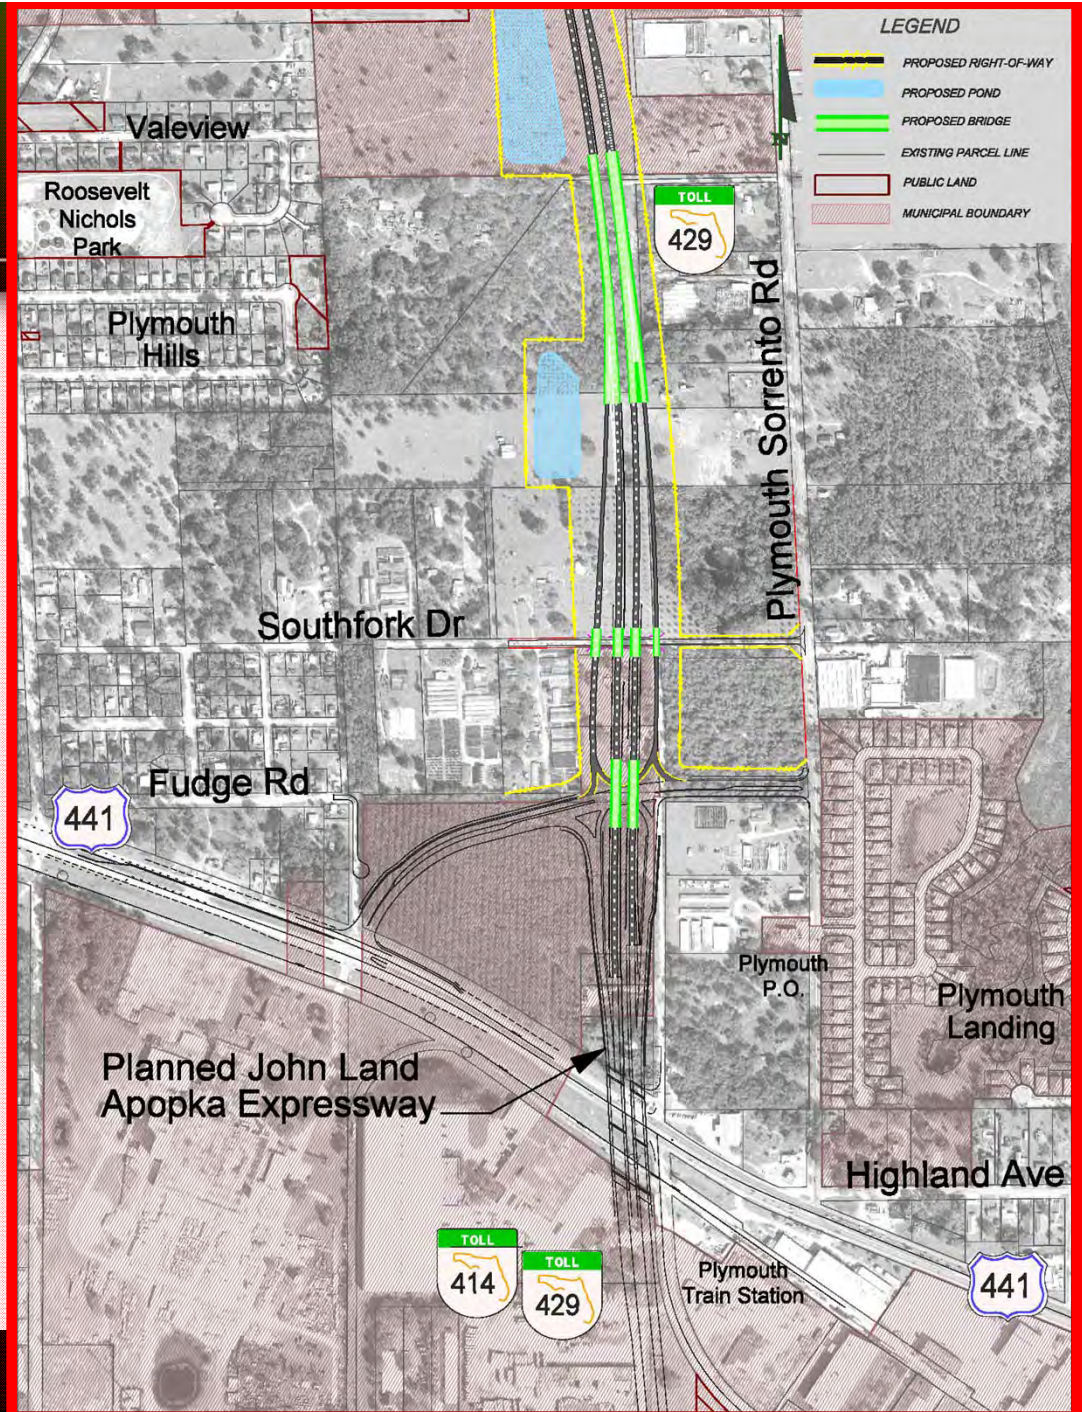 LEGEND
PROPOSED RIGHT-OF-WAY
PROPOSED POND
PROPOSED BRIDGE
EXISTING PARCEL LINE
PUBLIC LAND
MUNICIPAL BOUNDARY
N
Valeview
Roosevelt
Nichols
Park
TOLL
429
Plymouth
Hills
Plymouth Sorrento Rd
Southfork Dr
Fudge Rd
441
Plymouth
P.O.
Plymouth
Landing
Planned John Land
Apopka Expressway
Highland Ave
TOLL
414
TOLL
429
Plymouth
Train Station
441